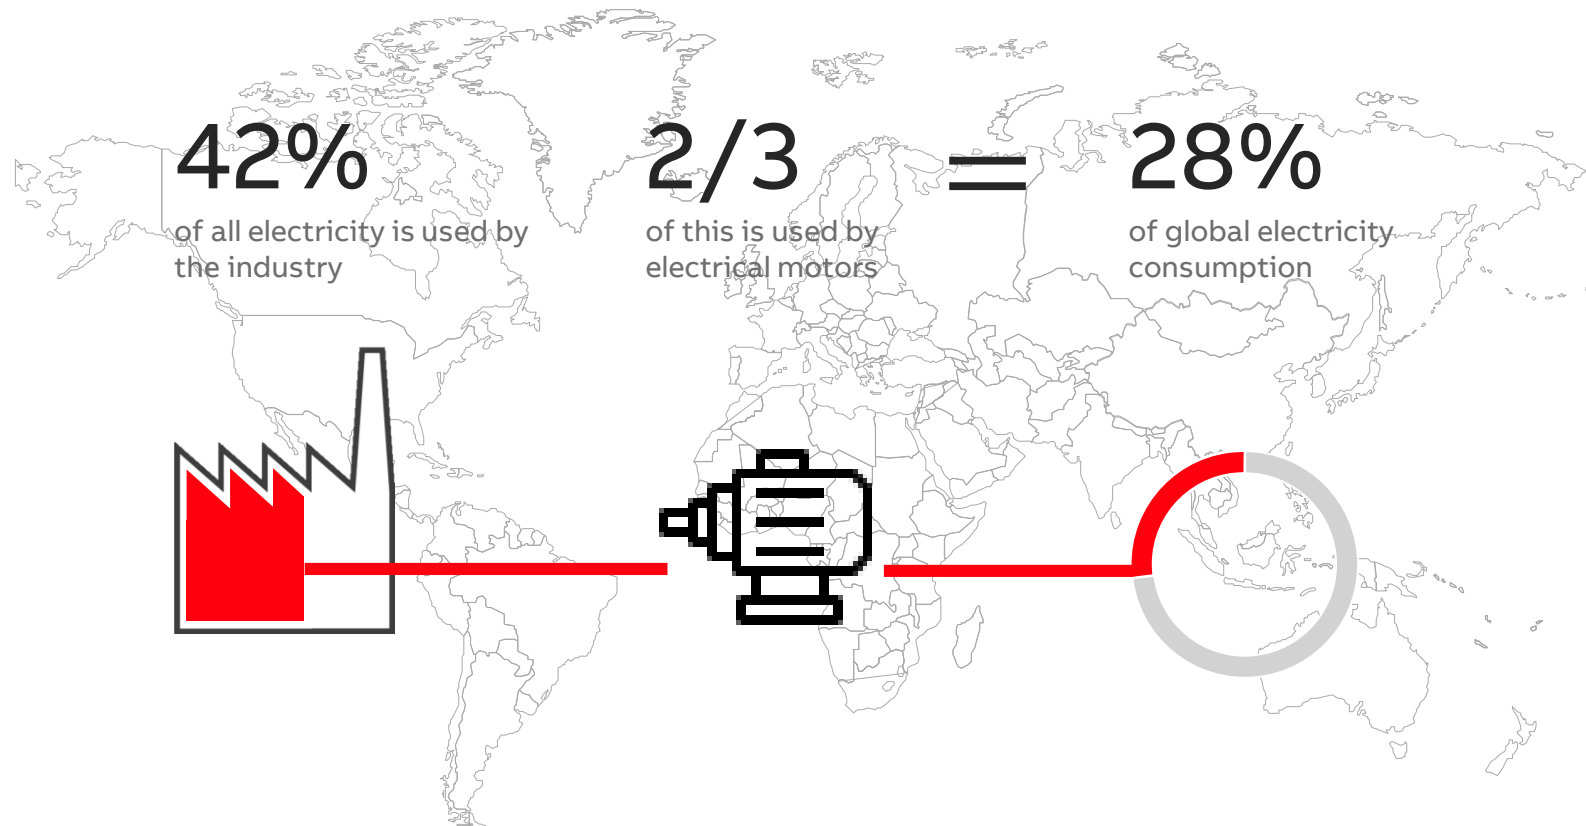 42%
of all electricity is used by
the industry
2/3
of this is used by
electrical motors
=
28%
of global electricity
consumption